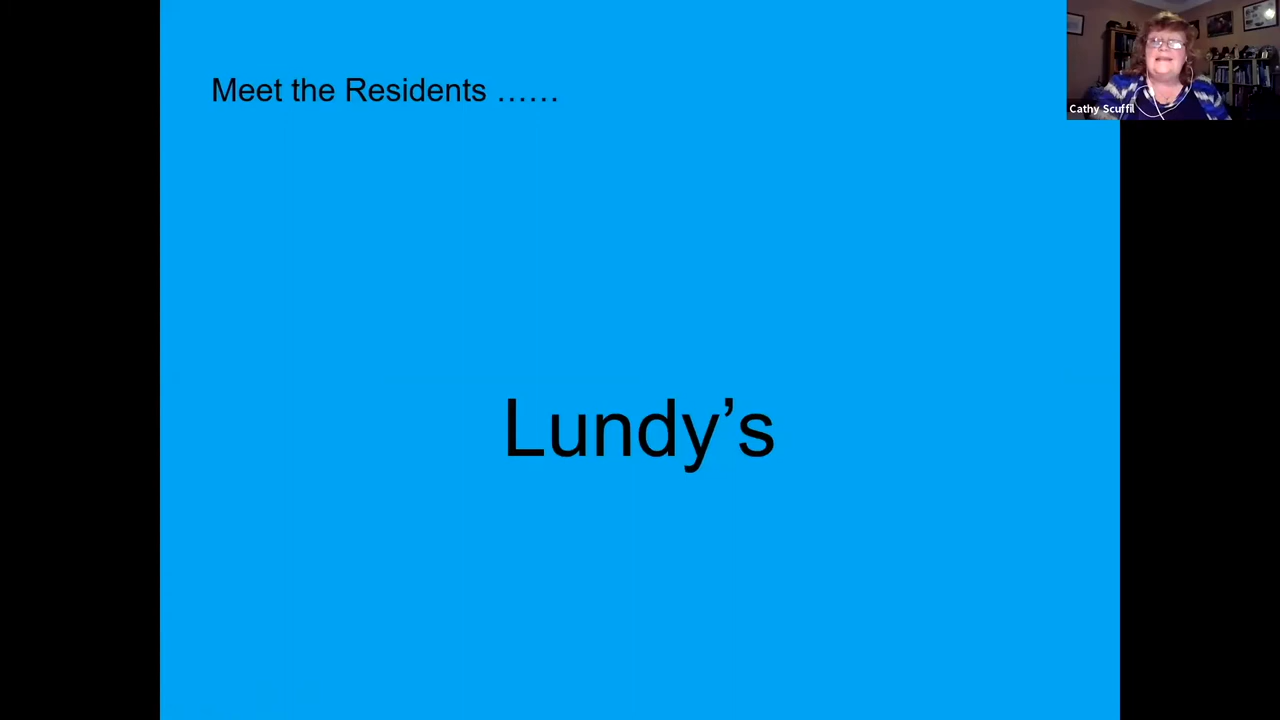 Meet the Residents ……
Cathy Scuffil
Lundy’s